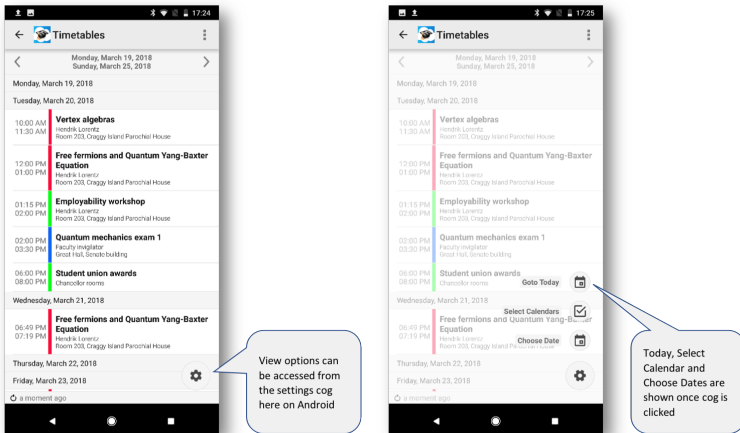 17:24
Timetables
Monday, March 19, 2018
Sunday, March 25, 2018
Monday, March 19, 2018
Tuesday, March 20, 2018
10:00 AM
11:30 AM
Vertex algebras
Hendrik Lorentz
Room 203, Craggy Island Parochial House
12:00 PM
01:00 PM
Free fermions and Quantum Yang-Baxter
Equation
Hendrik Lorentz
Room 203, Craggy Island Parochial House
01:15 PM
02:00 PM
Employability workshop
Hendrik Lorentz
Room 203, Craggy Island Parochial House
02:00 PM
03:30 PM
Quantum mechanics exam 1
Faculty invigilator
Great Hall, Senate building
06:00 PM
08:00 PM
Student union awards
Chancellor rooms
Wednesday, March 21, 2018
06:49 PM
07:19 PM
Free fermions and Quantum Yang-Baxter
Equation
Hendrik Lorentz
Room 203, Craggy Island Parochial House
Thursday, March 22, 2018
Friday, March 23, 2018
a moment ago
View options can
be accessed from
the settings cog
here on Android
17:25
Timetables
Monday, March 19, 2018
Sunday, March 25, 2018
Monday, March 19, 2018
Tuesday, March 20, 2018
10:00 AM
11:30 AM
Vertex algebras
Hendrik Lorentz
Room 203, Craggy Island Parochial House
12:00 PM
01:00 PM
Free fermions and Quantum Yang-Baxter
Equation
Hendrik Lorentz
Room 203, Craggy Island Parochial House
01:15 PM
02:00 PM
Employability workshop
Hendrik Lorentz
Room 203, Craggy Island Parochial House
02:00 PM
03:30 PM
Quantum mechanics exam 1
Faculty invigilator
Great Hall, Senate building
06:00 PM
08:00 PM
Student union awards
Chancellor rooms
Goto Today
Wednesday, March 21, 2018
Select Calendars
06:49 PM
07:19 PM
Free fermions and Quantum
Equation
Hendrik Lorentz
Room 203, Craggy Island
Choose Date
Thursday, March 22, 2018
Friday, March 23, 2018
a moment ago
Today, Select
Calendar and
Choose Dates are
shown once cog is
clicked